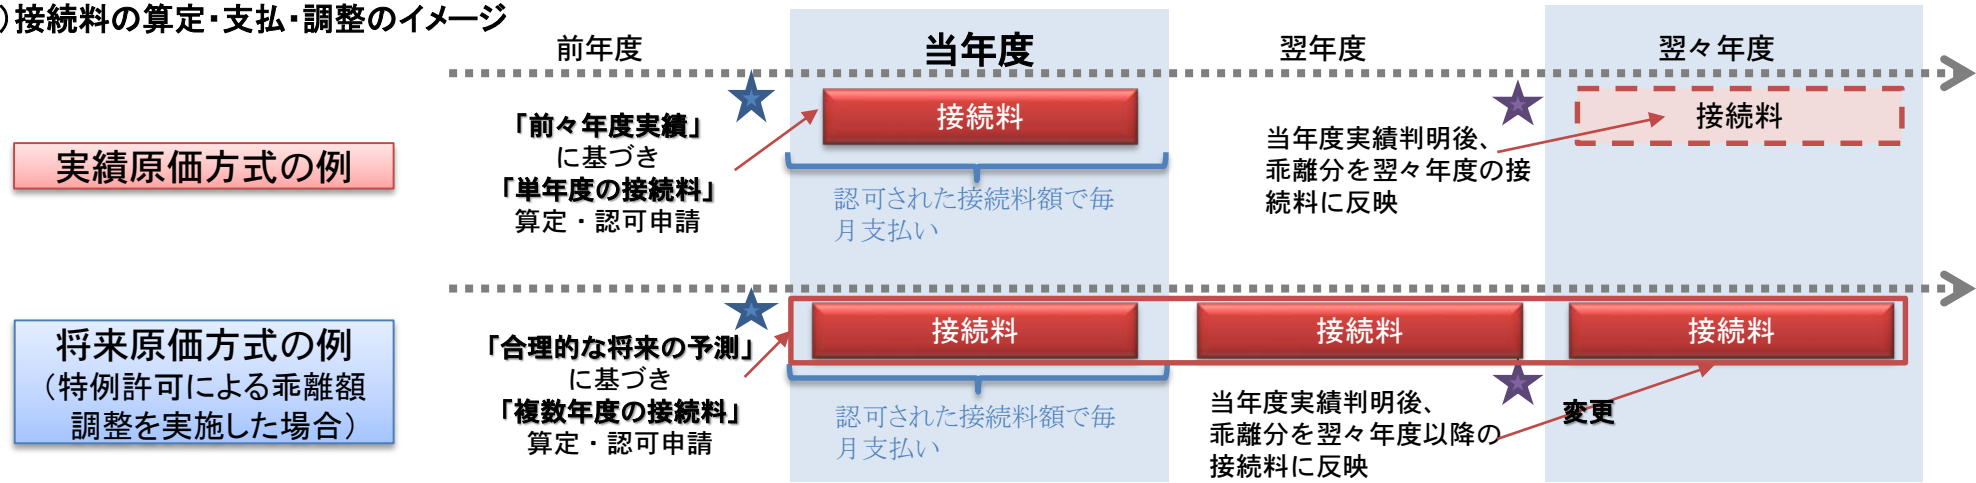 )接続料の算定・支払・調整のイメージ
前年度
当年度
翌年度
翌々年度
実績原価方式の例
「前々年度実績」
に基づき
「単年度の接続料」
算定・認可申請
接続料
認可された接続料額で毎
月支払い
当年度実績判明後、
乖離分を翌々年度の接
続料に反映
接続料
将来原価方式の例
（特例許可による乖離額
調整を実施した場合）
「合理的な将来の予測」
に基づき
「複数年度の接続料」
算定・認可申請
接続料
接続料
接続料
認可された接続料額で毎
月支払い
当年度実績判明後、
乖離分を翌々年度以降の
接続料に反映
変更